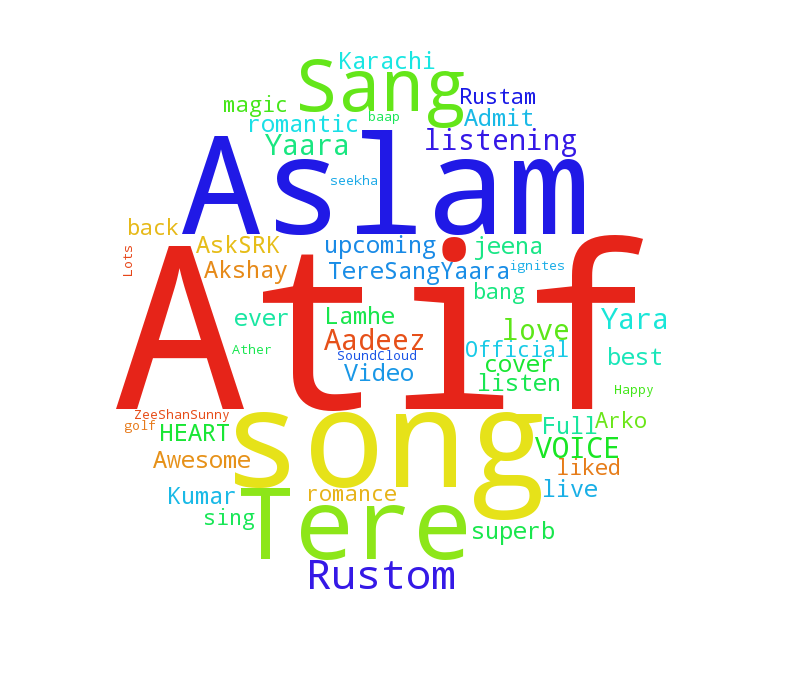 Karachi
Sang
magic
Rustam
baap
romantic
Admit
Yaara
listening
Aslam
seekha
back
AskSRK
upcoming
jeena
Lots
Akshay
TereSangYaara
ignites
Atif
bang
ever
Lamhe
love
Yara
Aadeez
Ather
SoundCloud
Official
best
cover
Video
listen
Happy
ZeeShanSunny
golf
song
HEART
Full
Arko
VOICE
Awesome
liked
Kumar
romance
live
sing
Tere
superb
Rustom